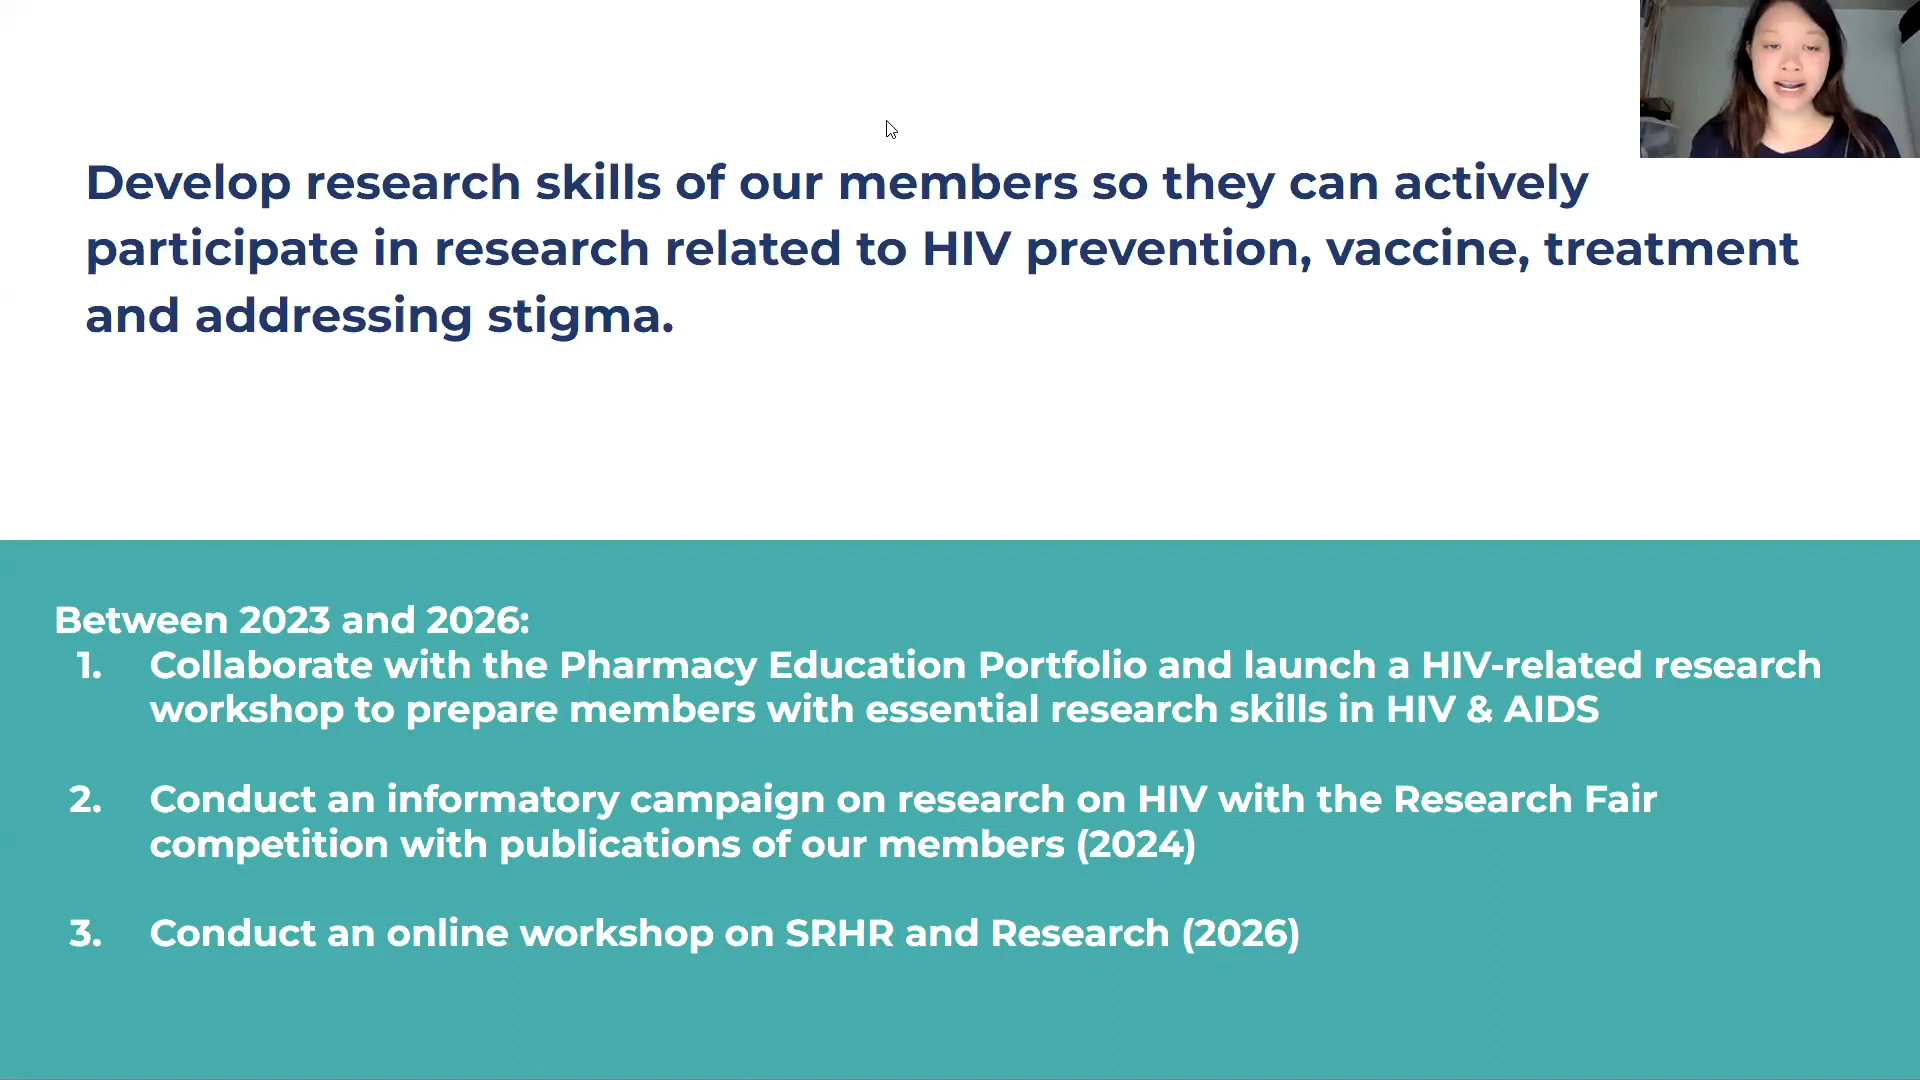 Develop research skills of our members so they can actively
participate in research related to HIV prevention, vaccine, treatment
and addressing stigma.
Between 2023 and 2026:
1. Collaborate with the Pharmacy Education Portfolio and launch a HIV-related research
workshop to prepare members with essential research skills in HIV & AIDS
2. Conduct an informatory campaign on research on HIV with the Research Fair
competition with publications of our members (2024)
3. Conduct an online workshop on SRHR and Research (2026)